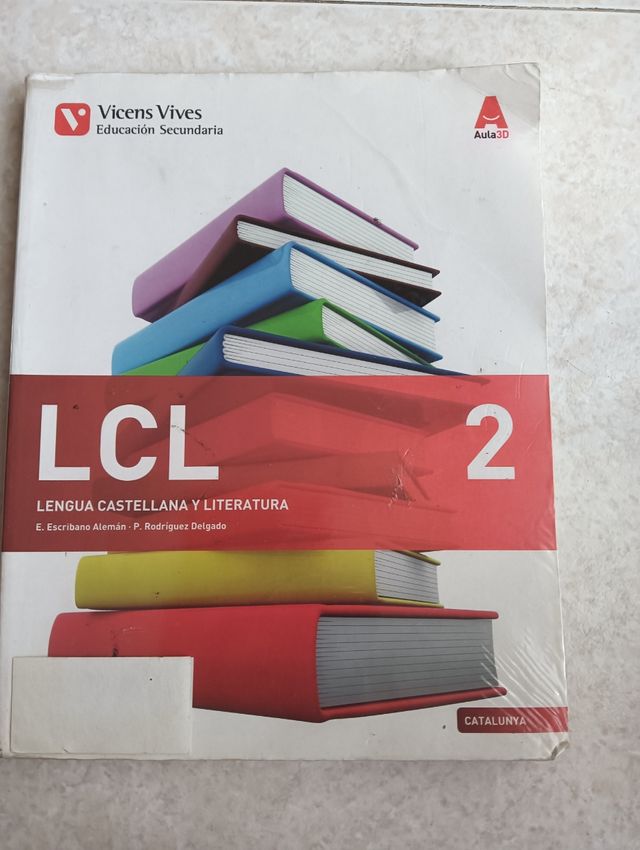 Vicens Vives
Educación Secundaria
Aula3D
LCL 2
LENGUA CASTELLANA Y LITERATURA
E. Escribano Alemán · P. Rodríguez Delgado
CATALUNYA